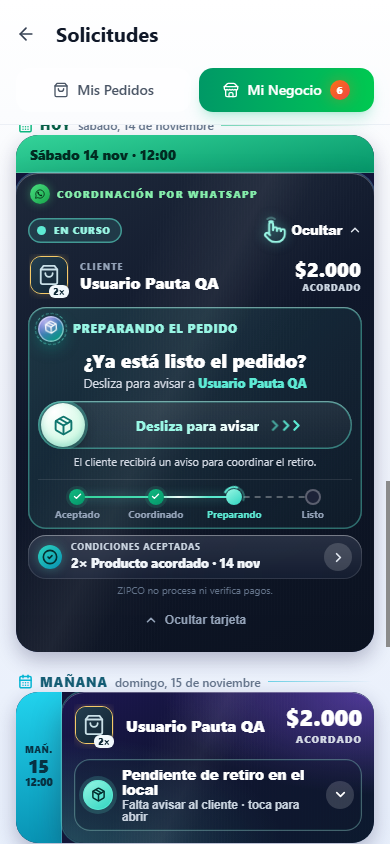 Solicitudes
Mis Pedidos
Mi Negocio 6
HOY sábado, 14 de noviembre
Sábado 14 nov · 12:00
COORDINACIÓN POR WHATSAPP
EN CURSO
Ocultar
CLIENTE
Usuario Pauta QA
2×
$2.000
ACORDADO
PREPARANDO EL PEDIDO
¿Ya está listo el pedido?
Desliza para avisar a Usuario Pauta QA
Desliza para avisar
El cliente recibirá un aviso para coordinar el retiro.
Aceptado Coordinado Preparando Listo
CONDICIONES ACEPTADAS
2× Producto acordado · 14 nov
ZIPCO no procesa ni verifica pagos.
Ocultar tarjeta
MAÑANA domingo, 15 de noviembre
MAÑ.
15
12:00
2×
Usuario Pauta QA
$2.000
ACORDADO
Pendiente de retiro en el
local
Falta avisar al cliente · toca para
abrir